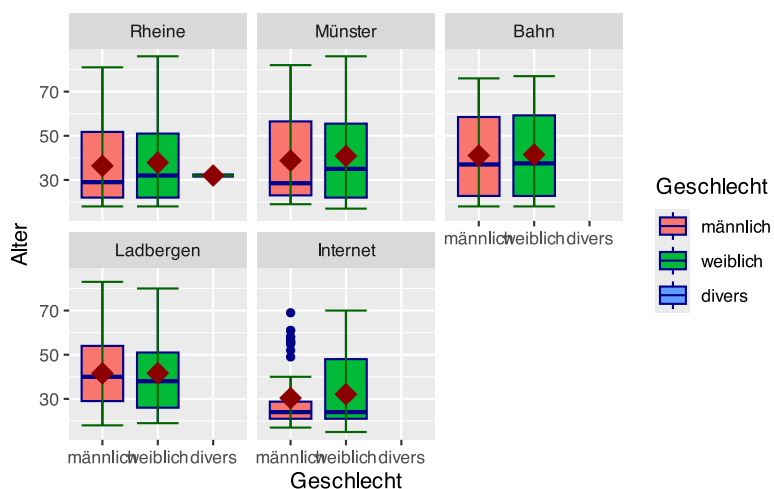 Rheine
Münster
Bahn
70
50
30
Alter
männlich
weiblich
divers
Ladbergen
Internet
70
50
30
männlich
weiblich
divers
männlich
weiblich
divers
Geschlecht
Geschlecht
männlich
weiblich
divers